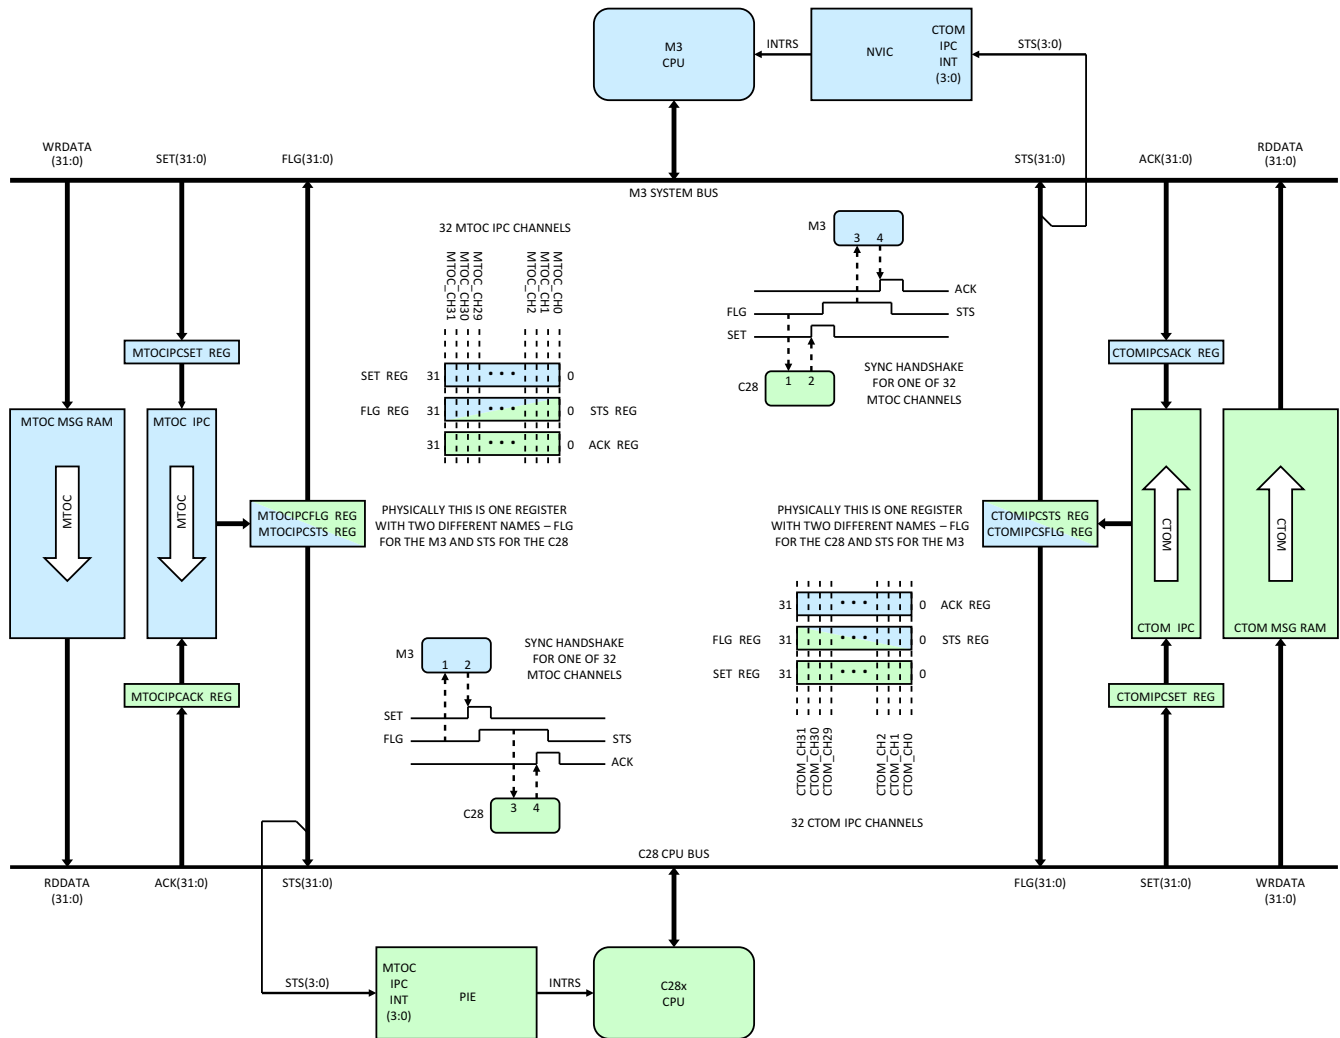 M3
CPU
INTRS
NVIC
CTOM
IPC
INT
(3:0)
STS(3:0)
WRDATA
(31:0)
SET(31:0)
FLG(31:0)
STS(31:0)
ACK(31:0)
RDDATA
(31:0)
M3 SYSTEM BUS
32 MTOC IPC CHANNELS
MTOC_CH31
MTOC_CH30
MTOC_CH29
MTOC_CH2
MTOC_CH1
MTOC_CH0
SET REG 31 0
FLG REG 31 0 STS REG
31 0 ACK REG
M3
3 4
ACK
FLG STS
SET
C28
1 2
SYNC HANDSHAKE
FOR ONE OF 32
MTOC CHANNELS
MTOCIPCSET REG
MTOC MSG RAM
MTOC
MTOC IPC
MTOC
MTOCIPCFLG REG
MTOCIPCSTS REG
PHYSICALLY THIS IS ONE REGISTER
WITH TWO DIFFERENT NAMES – FLG
FOR THE M3 AND STS FOR THE C28
MTOCIPCACK REG
CTOMIPCSACK REG
PHYSICALLY THIS IS ONE REGISTER
WITH TWO DIFFERENT NAMES – FLG
FOR THE C28 AND STS FOR THE M3
CTOMIPCSTS REG
CTOMIPCSFLG REG
CTOM
CTOM IPC
CTOM
CTOM MSG RAM
CTOMIPCSET REG
M3
1 2
SYNC HANDSHAKE
FOR ONE OF 32
MTOC CHANNELS
SET
FLG STS
ACK
C28
3 4
31 0 ACK REG
FLG REG 31 0 STS REG
SET REG 31 0
CTOM_CH31
CTOM_CH30
CTOM_CH29
CTOM_CH2
CTOM_CH1
CTOM_CH0
32 CTOM IPC CHANNELS
C28 CPU BUS
RDDATA
(31:0)
ACK(31:0)
STS(31:0)
FLG(31:0)
SET(31:0)
WRDATA
(31:0)
STS(3:0)
MTOC
IPC
INT
(3:0)
PIE
INTRS
C28x
CPU